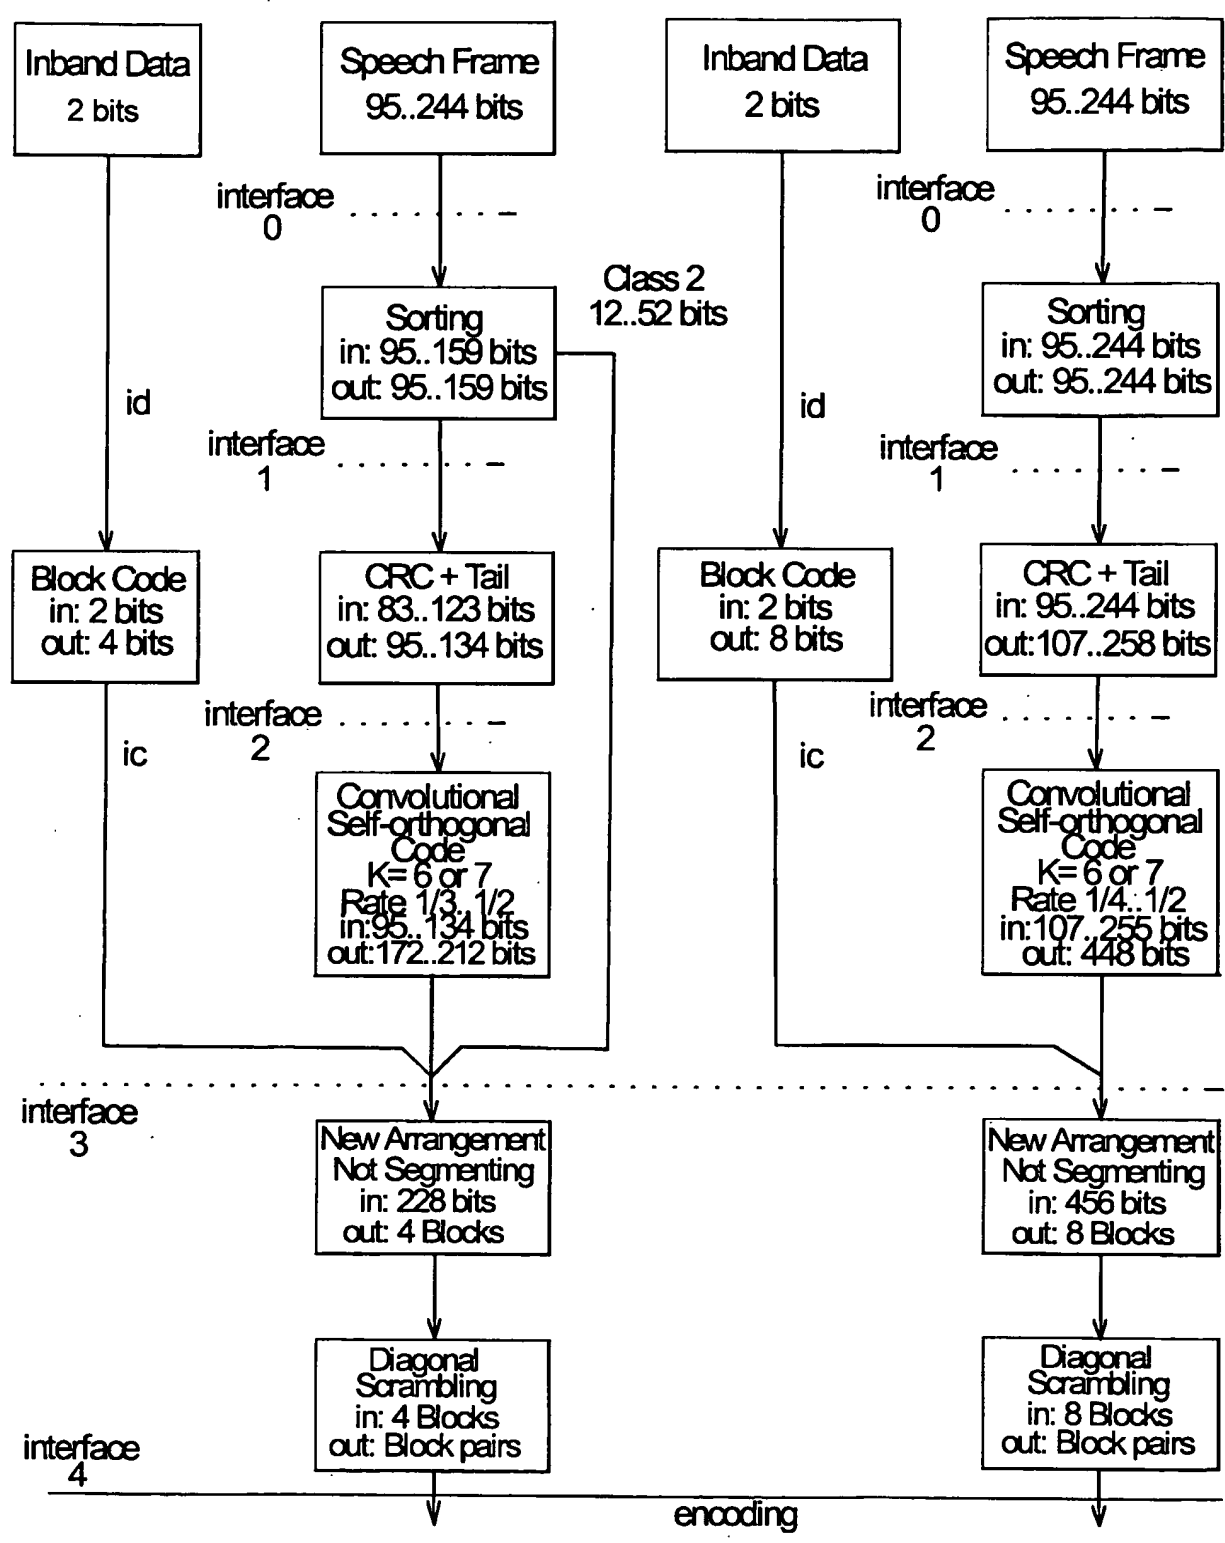 Inband Data
2 bits
Speech Frame
95..244 bits
Inband Data
2 bits
Speech Frame
95..244 bits
interface
0
interface
0
Class 2
12..52 bits
Sorting
in: 95..159 bits
out: 95..159 bits
Sorting
in: 95..244 bits
out: 95..244 bits
id
id
interface
1
interface
1
Block Code
in: 2 bits
out: 4 bits
CRC + Tail
in: 83..123 bits
out: 95..134 bits
Block Code
in: 2 bits
out: 8 bits
CRC + Tail
in: 95..244 bits
out:107..258 bits
interface
2
interface
2
ic
ic
Convolutional
Self-orthogonal
Code
K= 6 or 7
Rate 1/3..1/2
in:95..134 bits
out:172..212 bits
Convolutional
Self-orthogonal
Code
K= 6 or 7
Rate 1/4..1/2
in:107..255 bits
out: 448 bits
interface
3
New Arrangement
Not Segmenting
in: 228 bits
out: 4 Blocks
New Arrangement
Not Segmenting
in: 456 bits
out: 8 Blocks
Diagonal
Scrambling
in: 4 Blocks
out: Block pairs
Diagonal
Scrambling
in: 8 Blocks
out: Block pairs
interface
4
encoding